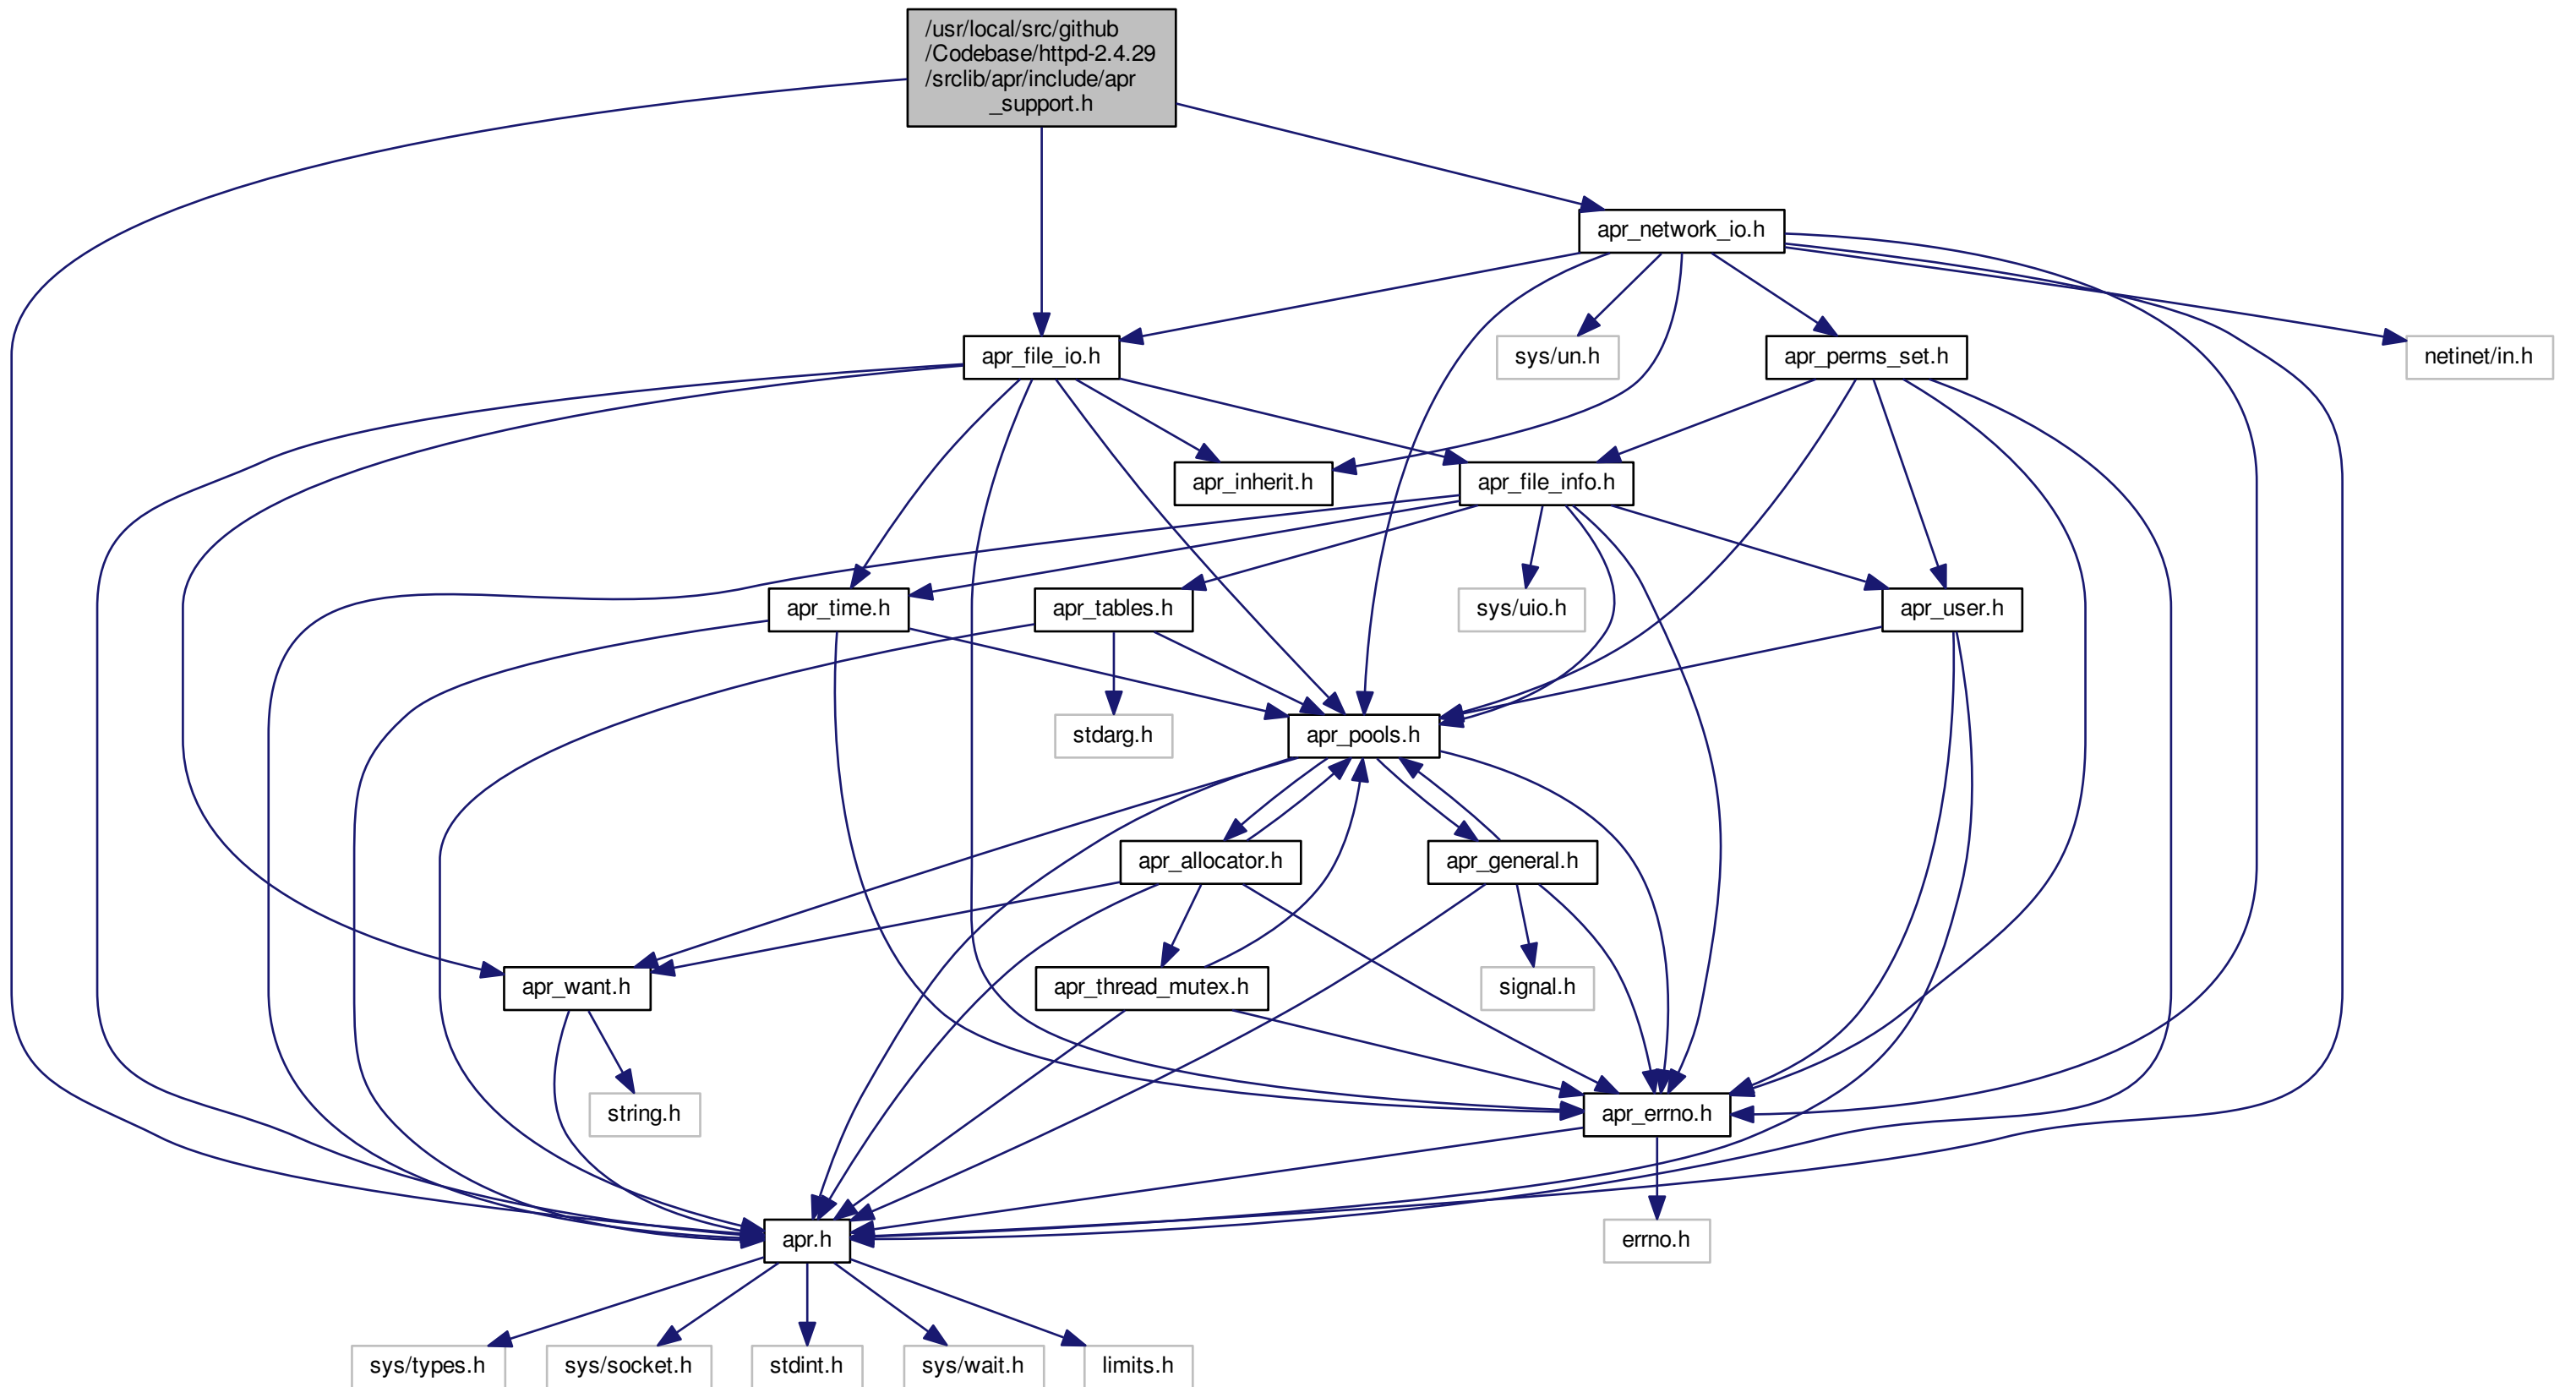 /usr/local/src/github
/Codebase/httpd-2.4.29
/srclib/apr/include/apr
_support.h
apr_network_io.h
apr_file_io.h
sys/un.h
apr_perms_set.h
netinet/in.h
apr_inherit.h
apr_file_info.h
apr_time.h
apr_tables.h
sys/uio.h
apr_user.h
stdarg.h
apr_pools.h
apr_allocator.h
apr_general.h
apr_want.h
apr_thread_mutex.h
signal.h
string.h
apr_errno.h
apr.h
errno.h
sys/types.h
sys/socket.h
stdint.h
sys/wait.h
limits.h